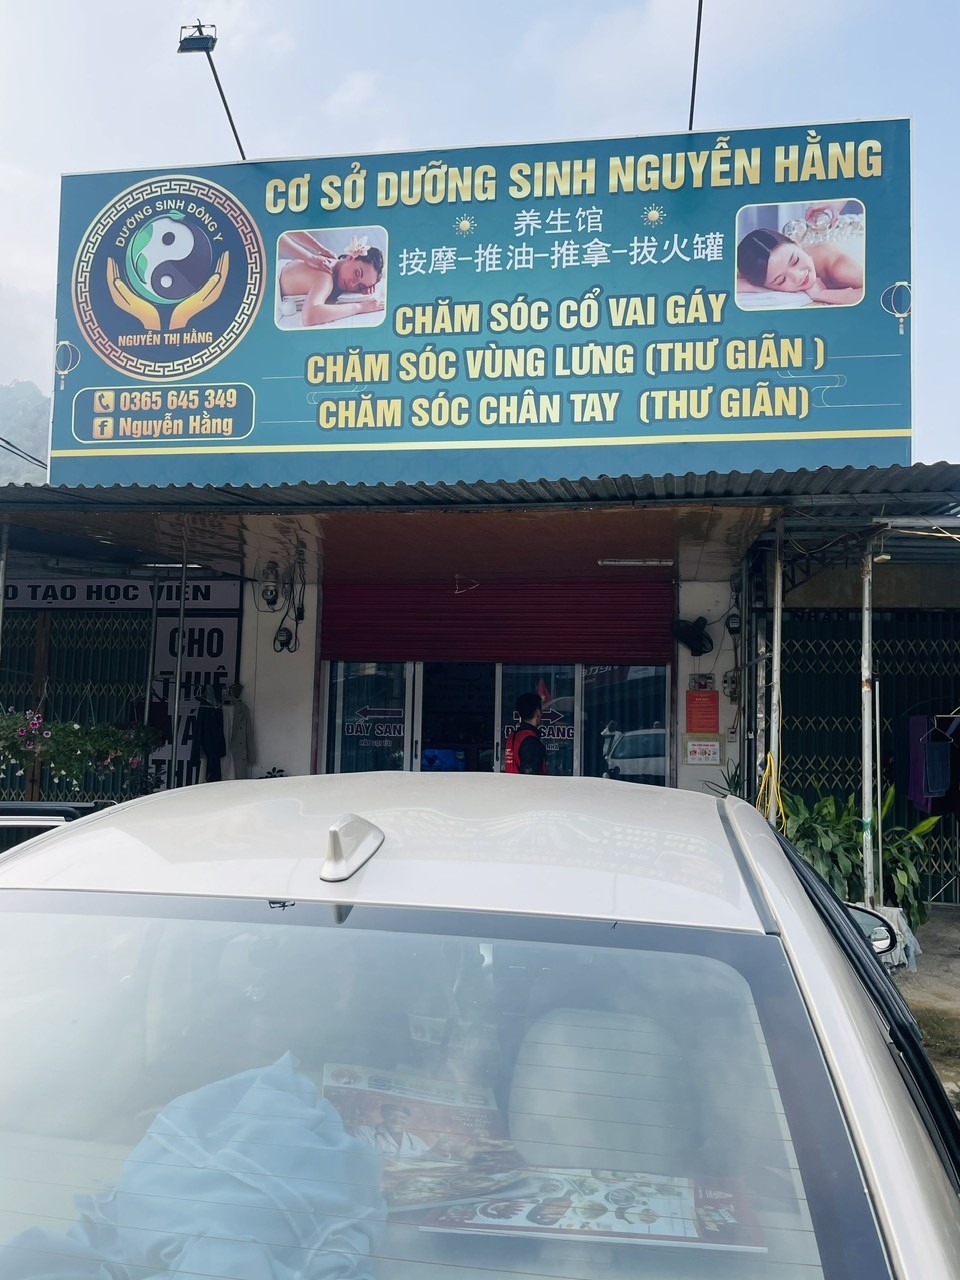 CƠ SỞ DƯỠNG SINH NGUYỄN HẰNG
养生馆
按摩-推油-推拿-拔火罐
CHĂM SÓC CỔ VAI GÁY
CHĂM SÓC VÙNG LƯNG (THƯ GIÃN )
CHĂM SÓC CHÂN TAY (THƯ GIÃN)
DƯỠNG SINH ĐÔNG Y
NGUYỄN THỊ HẰNG
0365 645 349
f Nguyễn Hằng
TẠO HỌC VIÊN
CHO
THUÊ
ĐẨY SANG
ĐẨY SANG